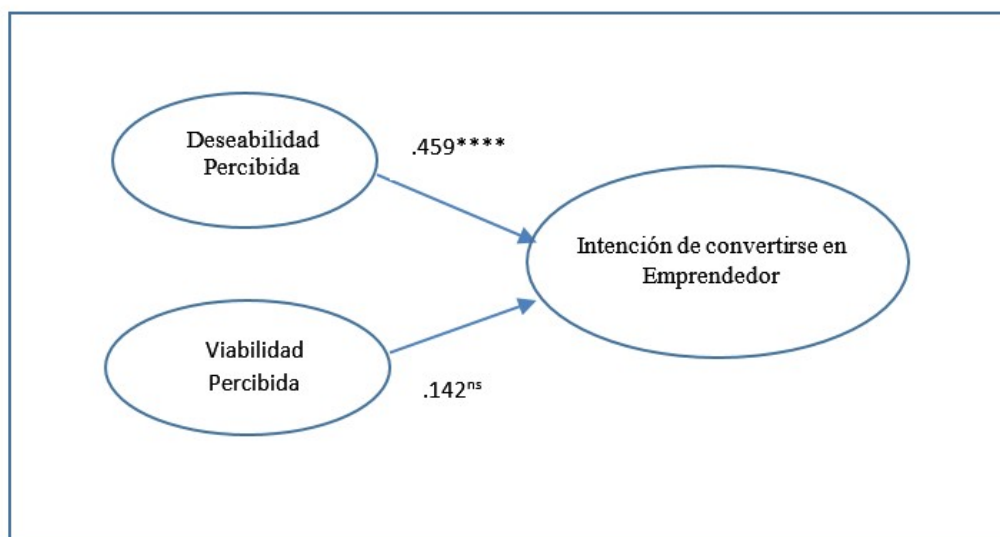 Deseabilidad
Percibida
.459****
Intención de convertirse en
Emprendedor
Viabilidad
Percibida
.142ns